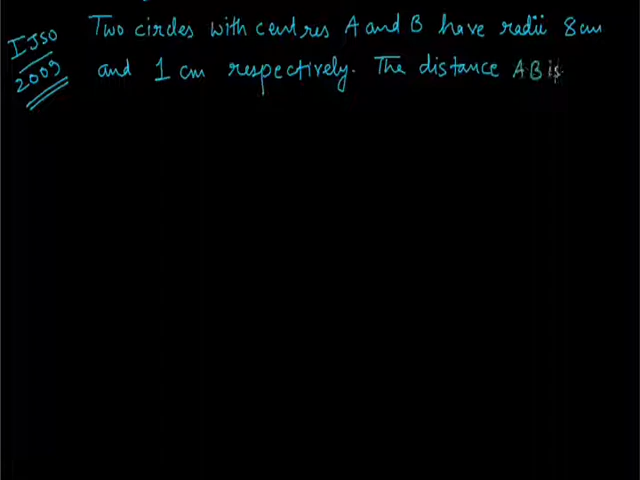 IJSO
2009
Two circles with centres A and B have radii 8 cm
and 1 cm respectively. The distance AB is